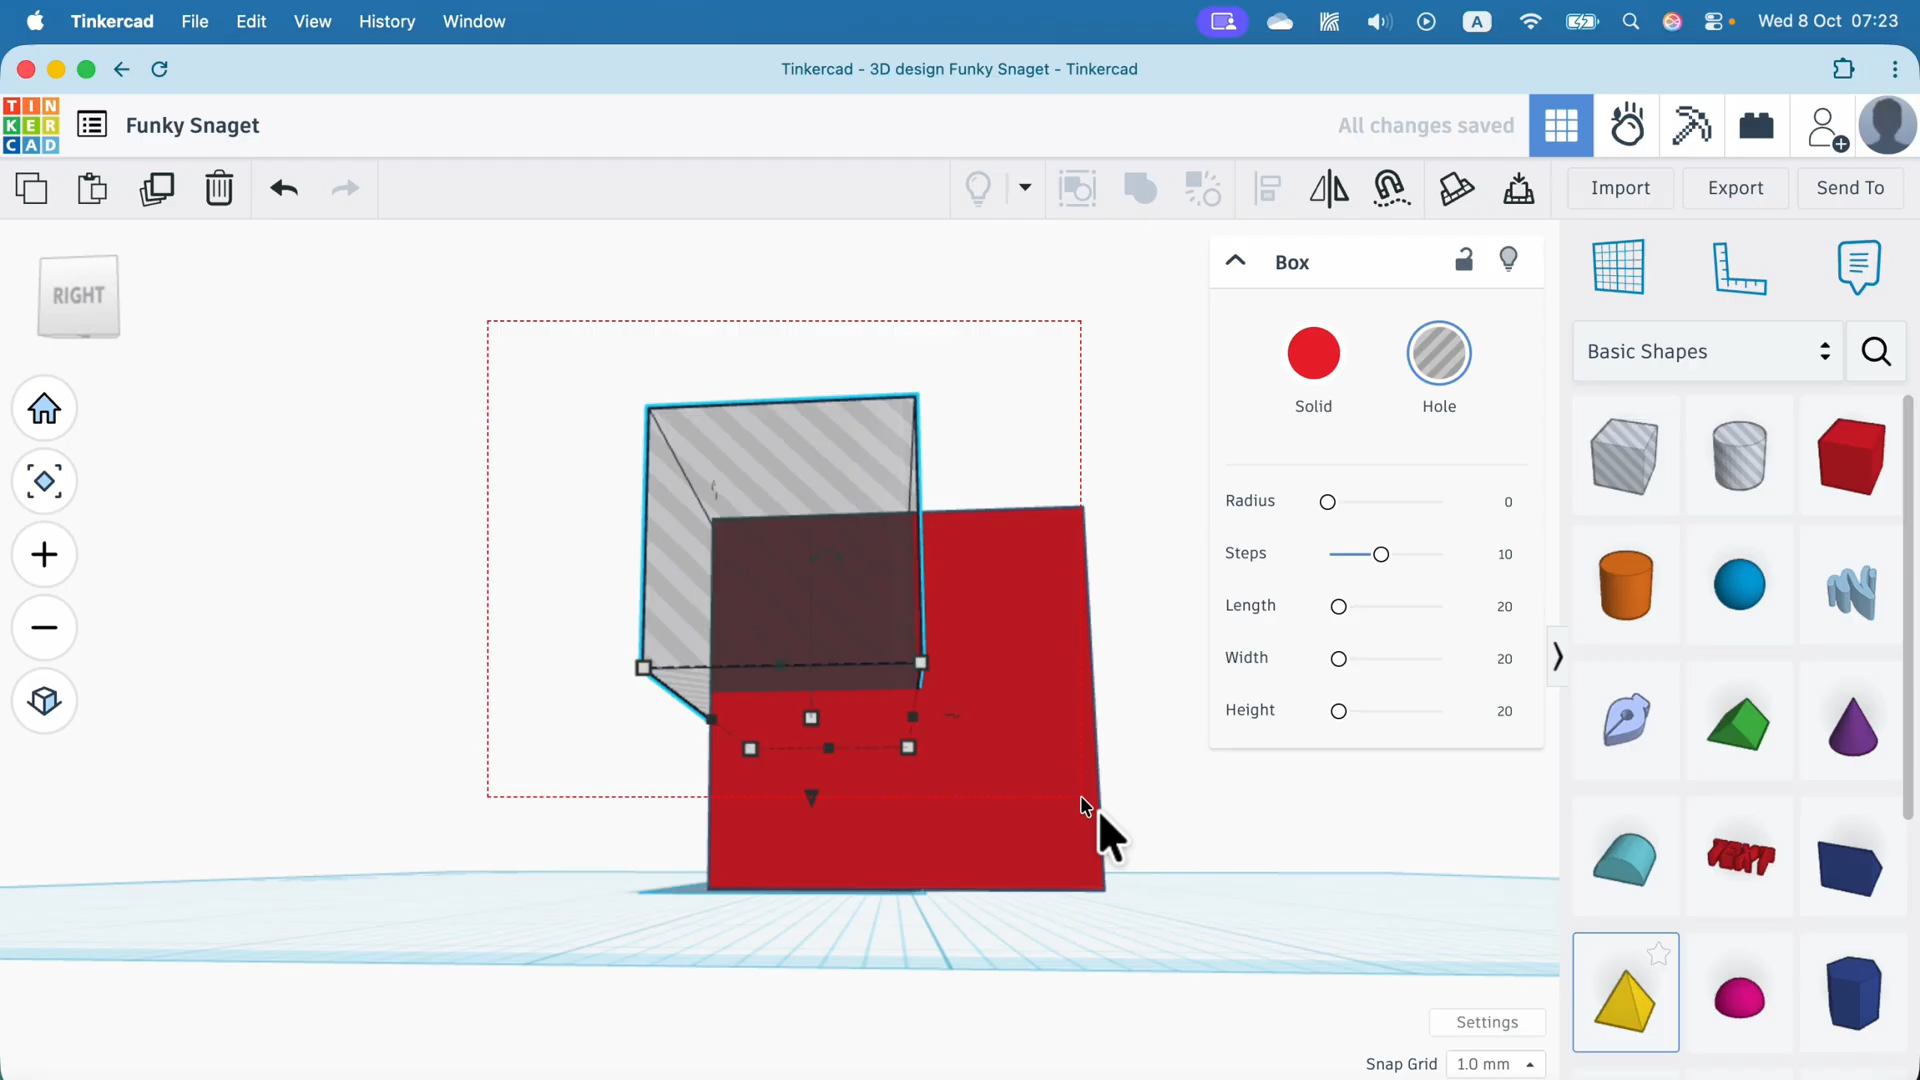 Tinkercad File Edit View History Window
A
Wed 8 Oct 07:23
Tinkercad - 3D design Funky Snaget - Tinkercad
TIN
KER
CAD
Funky Snaget
All changes saved
Import
Export
Send To
RIGHT
Box
Solid
Hole
Radius 0
Steps 10
Length 20
Width 20
Height 20
Basic Shapes
TEXT
Settings
Snap Grid 1.0 mm